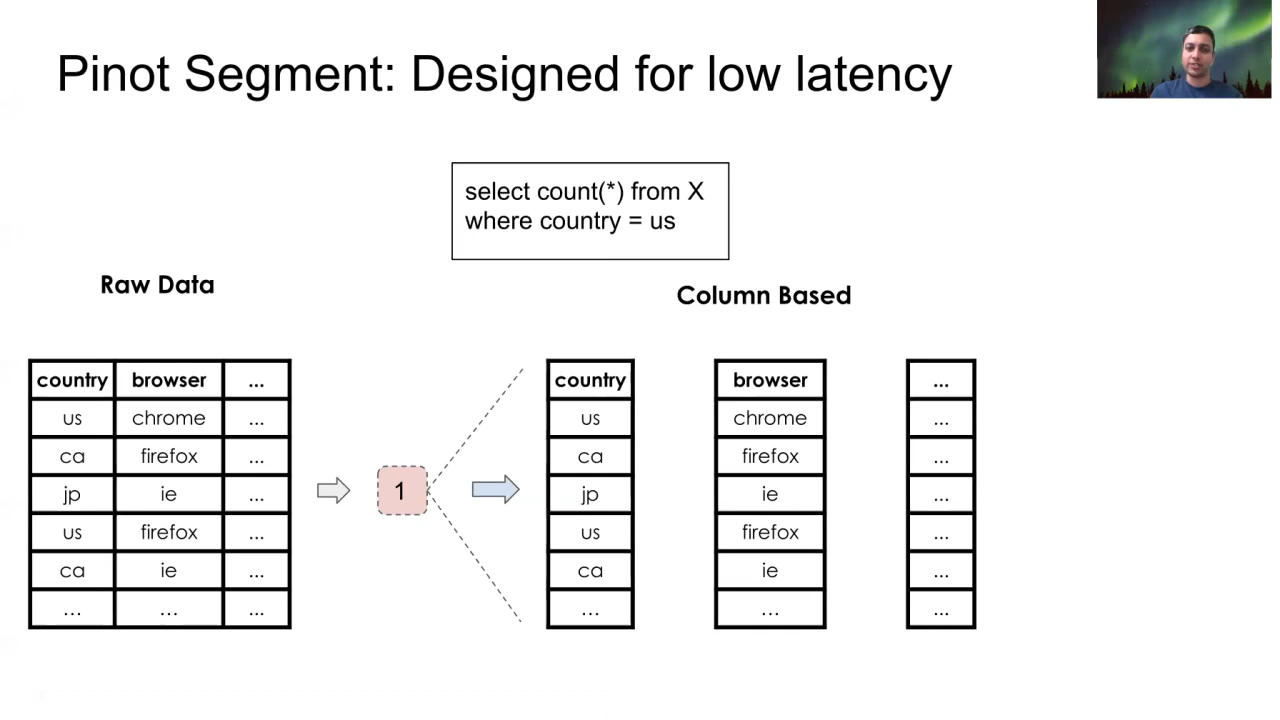 Pinot Segment: Designed for low latency
select count(*) from X
where country = us
Raw Data
Column Based
country browser ...
us chrome ...
ca firefox ...
jp ie ...
us firefox ...
ca ie ...
... ... ...
1
country browser ...
us chrome ...
ca firefox ...
jp ie ...
us firefox ...
ca ie ...
... ... ...